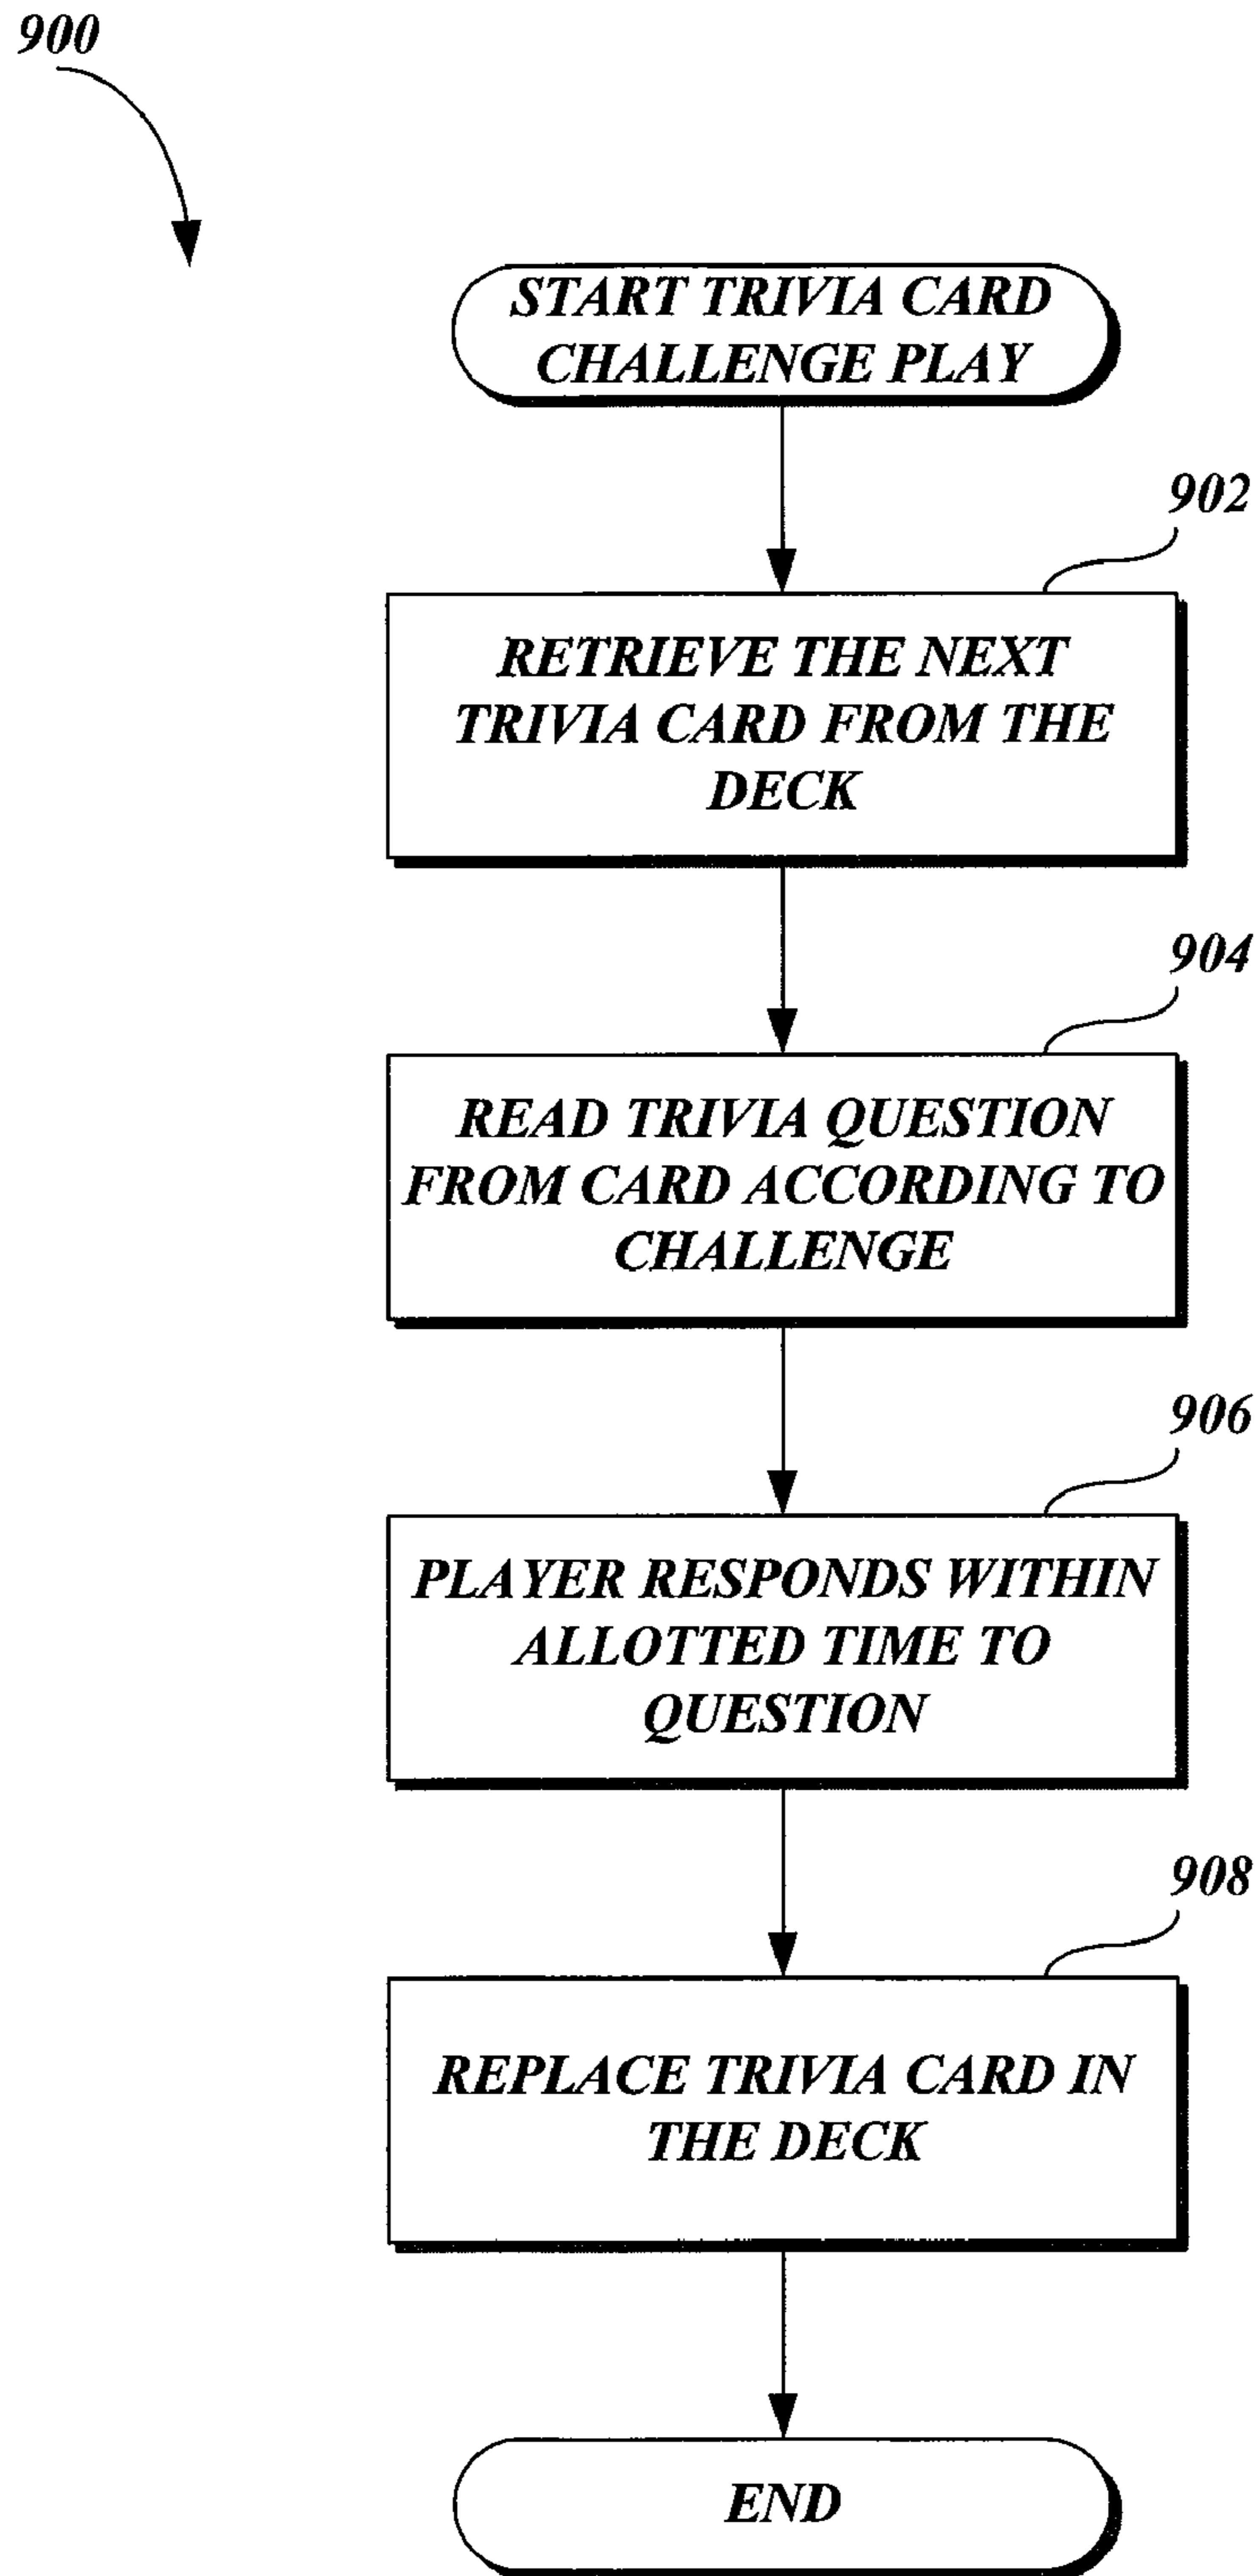 900
START TRIVIA CARD
CHALLENGE PLAY
902
RETRIEVE THE NEXT
TRIVIA CARD FROM THE
DECK
904
READ TRIVIA QUESTION
FROM CARD ACCORDING TO
CHALLENGE
906
PLAYER RESPONDS WITHIN
ALLOTTED TIME TO
QUESTION
908
REPLACE TRIVIA CARD IN
THE DECK
END